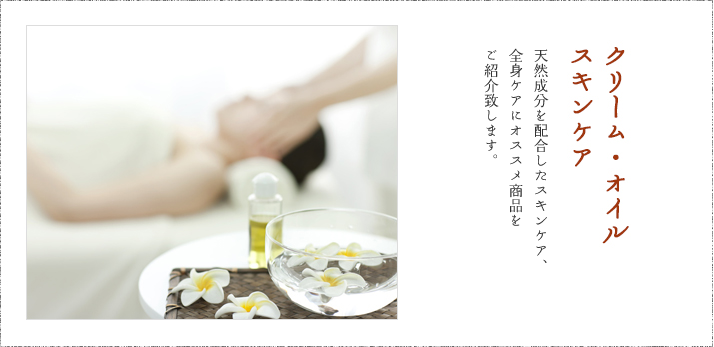 クリーム・オイル
スキンケア
天然成分を配合したスキンケア、
全身ケアにオススメ商品を
ご紹介致します。